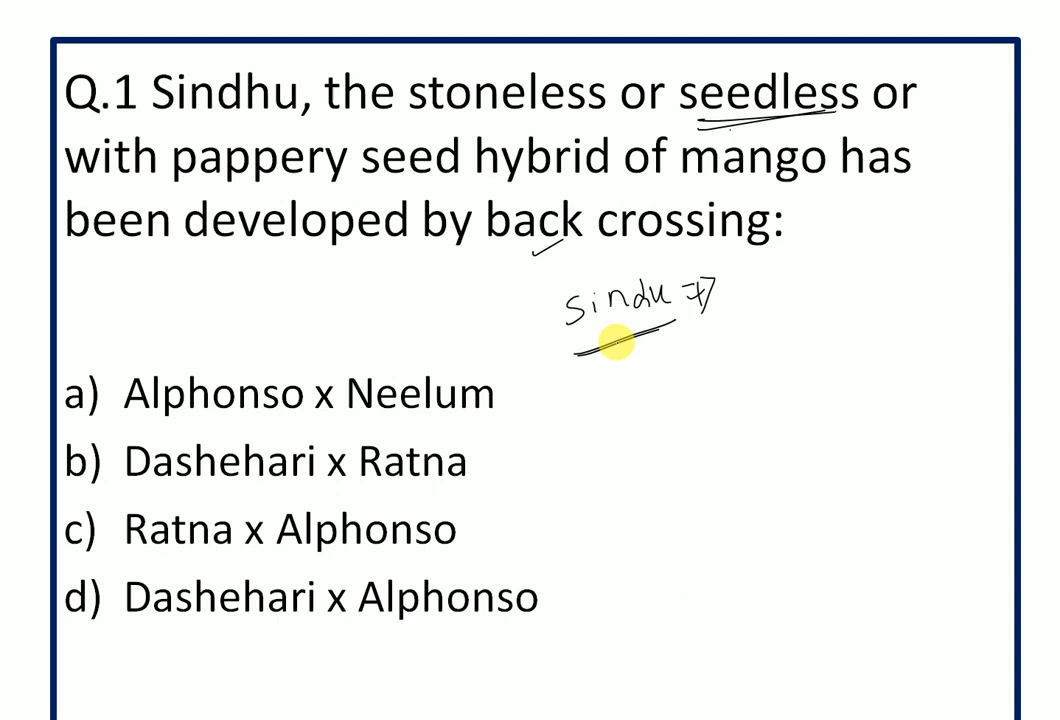 Q.1 Sindhu, the stoneless or seedless or
with pappery seed hybrid of mango has
been developed by back crossing:
sindu →
a) Alphonso x Neelum
b) Dashehari x Ratna
c) Ratna x Alphonso
d) Dashehari x Alphonso